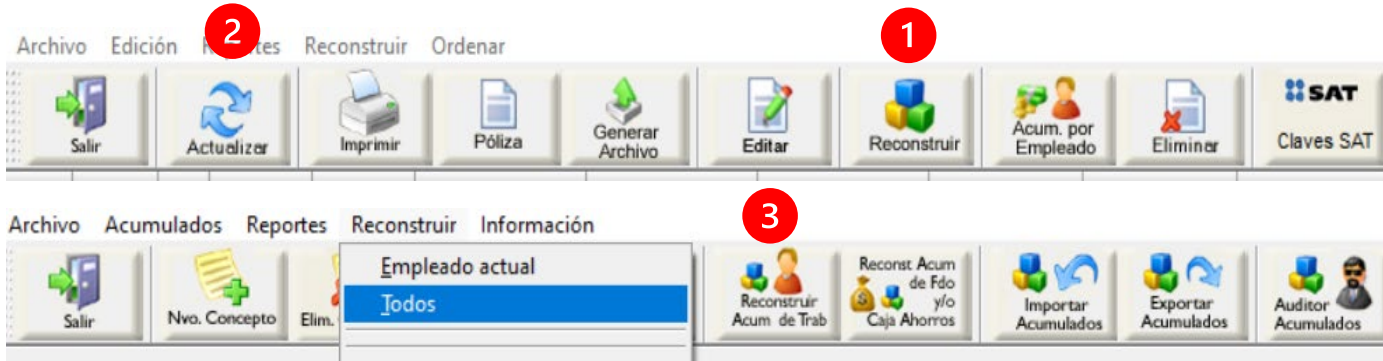 2
1
Archivo Edición Reportes Reconstruir Ordenar
Salir
Actualizar
Imprimir
Póliza
Generar
Archivo
Editar
Reconstruir
Acum. por
Empleado
Eliminar
SAT
Claves SAT
3
Archivo Acumulados Reportes Reconstruir Información
Empleado actual
Todos
Salir
Nvo. Concepto
Elim.
Reconstruir
Acum de Trab
Reconst Acum
de Fdo
y/o
Caja Ahorros
Importar
Acumulados
Exportar
Acumulados
Auditor
Acumulados